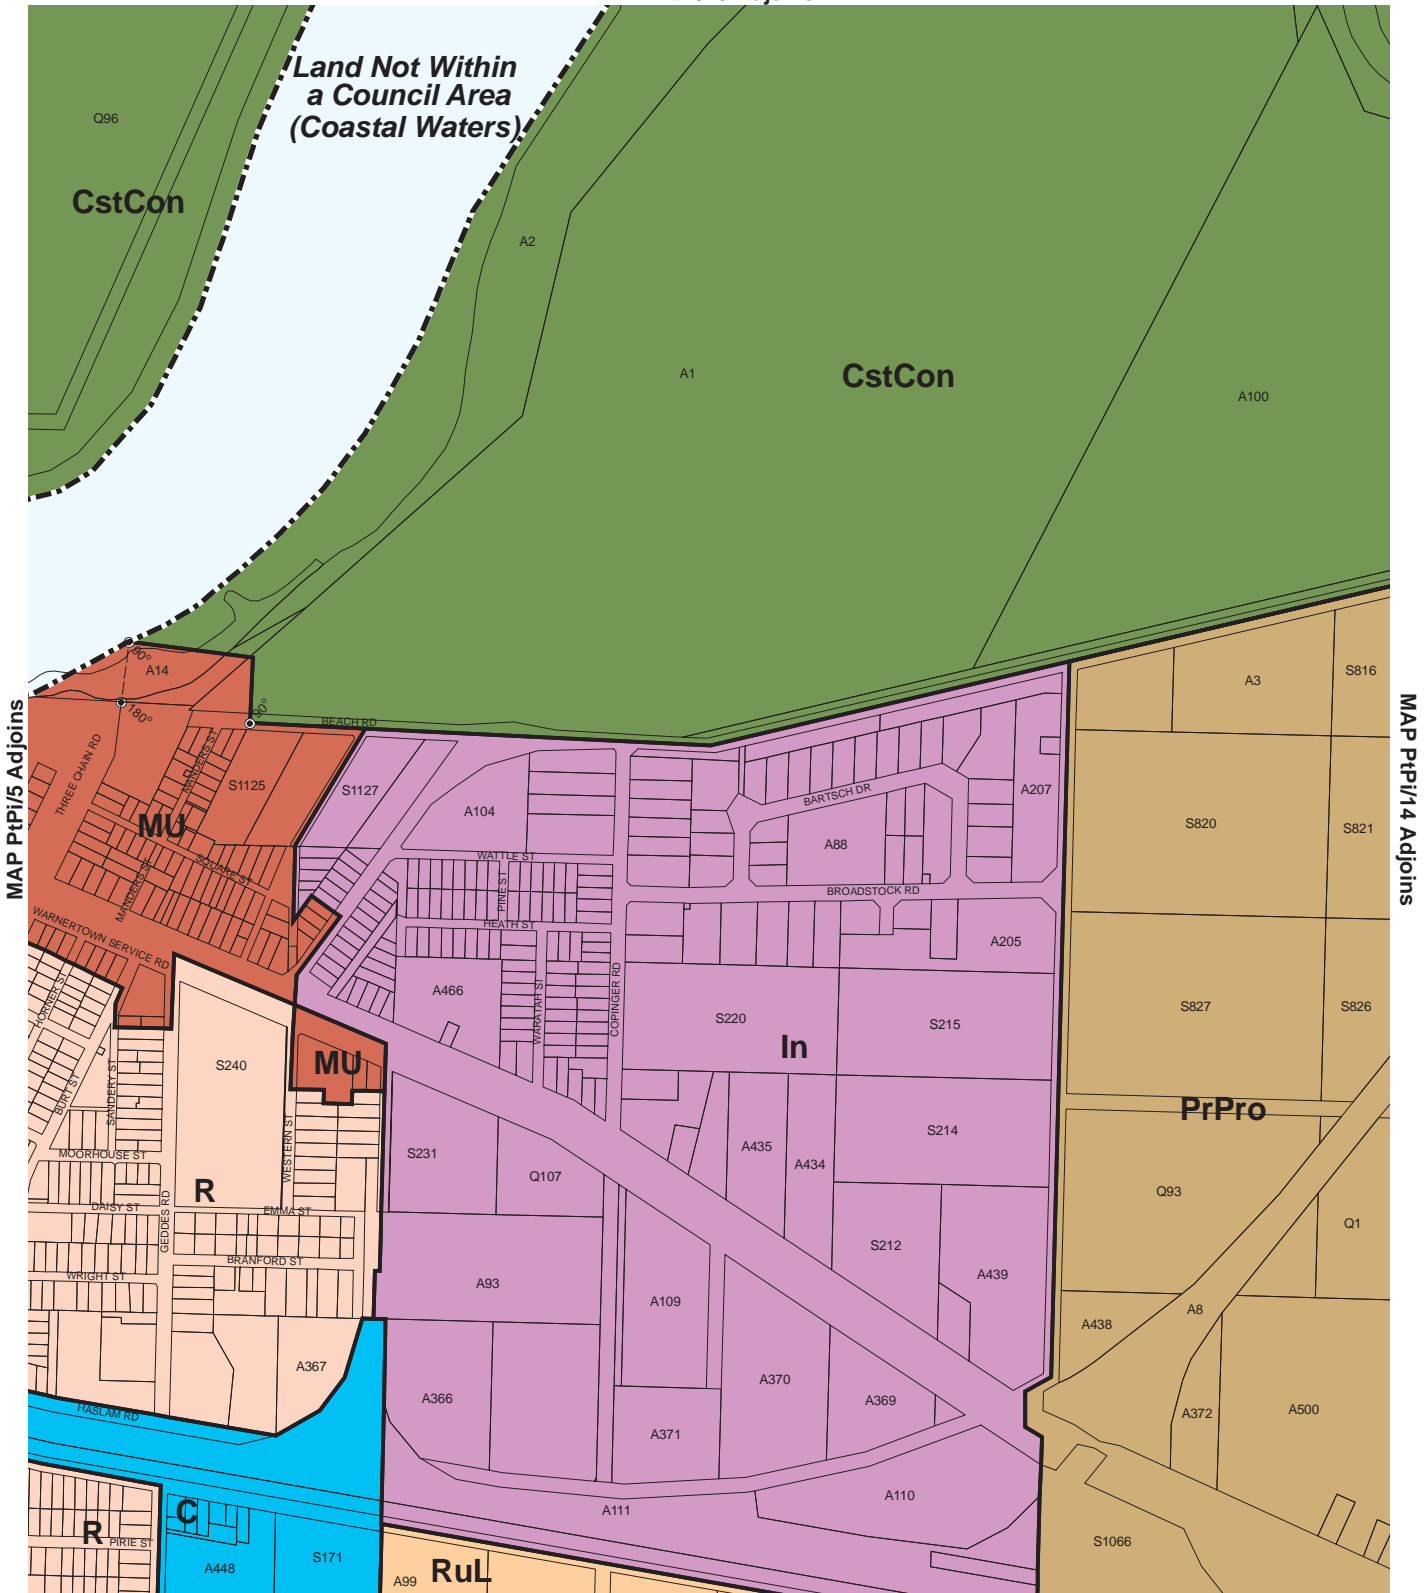 Land Not Within
a Council Area
(Coastal Waters)
Q96
CstCon
A2
A1
CstCon
A100
MAP PtPi/5 Adjoins
MAP PtPi/14 Adjoins
90°
A14
180°
90°
BEACH RD
A3
S816
THREE CHAIN RD
MANDERS ST
S1125
S1127
A104
BARTSCH DR
A207
MU
S820
S821
A88
SQUARE ST
WATTLE ST
PINE ST
BROADSTOCK RD
MANDERS ST
HEATH ST
WARNERTOWN SERVICE RD
A205
HORNER ST
A466
WARATAH ST
COPINGER RD
S220
S215
S827
S826
In
S240
MU
BURT ST
SANDERY ST
PrPro
WESTERN ST
S231
Q107
A435
A434
S214
MOORHOUSE ST
R
Q93
DAISY ST
GEDDES RD
EMMA ST
Q1
BRANFORD ST
S212
WRIGHT ST
A93
A109
A439
A8
A438
A367
A366
A370
A369
A372
A500
HASLAM RD
A371
A111
A110
C
R
PIRIE ST
S1066
A448
S171
A99
RuL